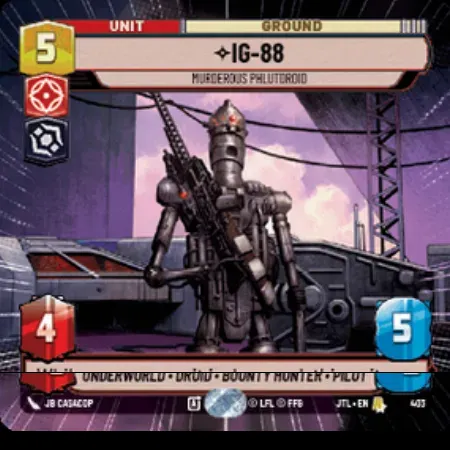 UNIT GROUND
5 IG-88
MURDEROUS PHLUTDROID
4 5
UNDERWORLD • DROID • BOUNTY HUNTER • PILOT
JB CASACOP © LFL © FFG JTL • EN 403